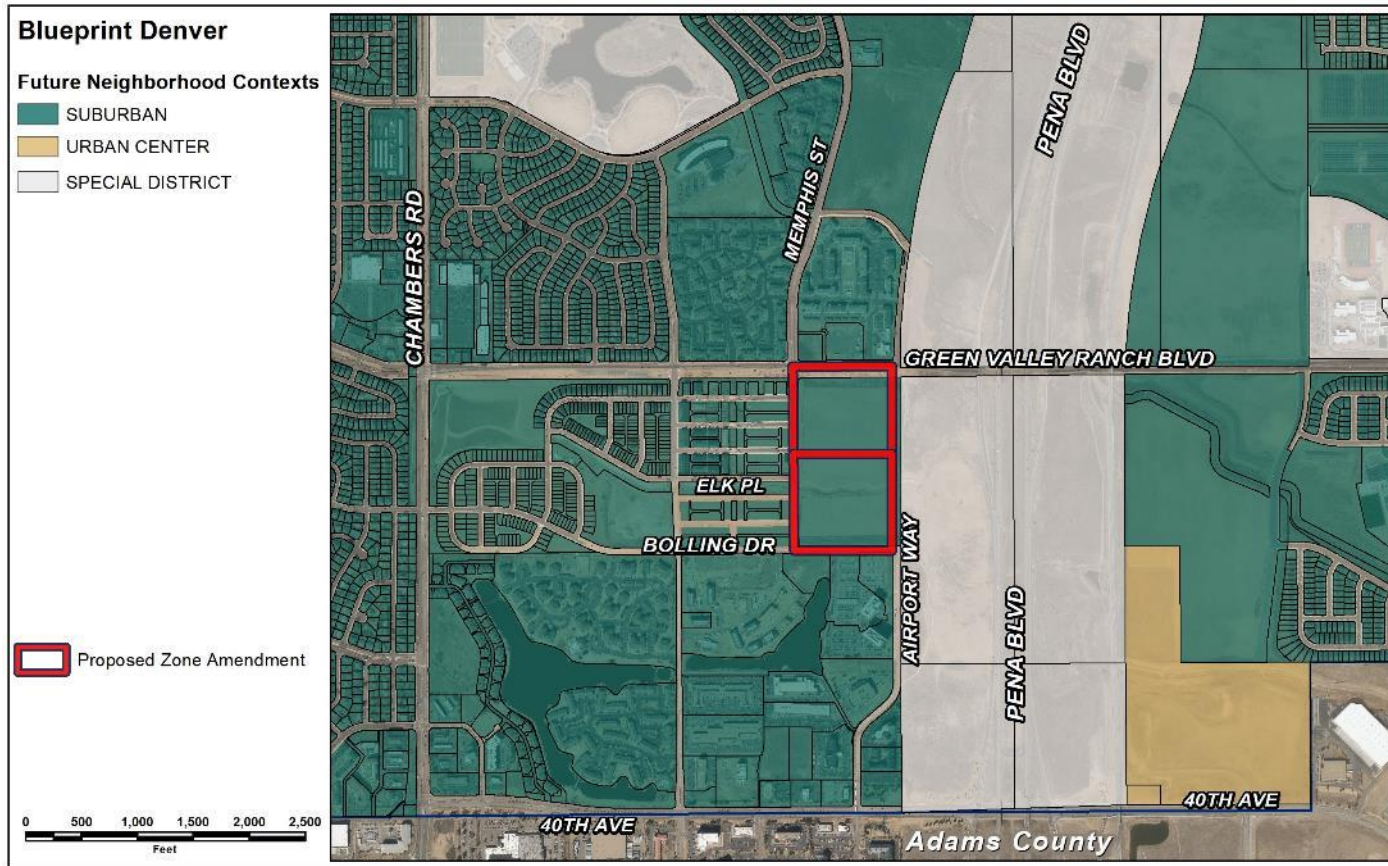 Blueprint Denver
Future Neighborhood Contexts
SUBURBAN
URBAN CENTER
SPECIAL DISTRICT
Proposed Zone Amendment
0 500 1,000 1,500 2,000 2,500
Feet
PENA BLVD
MEMPHIS ST
CHAMBERS RD
GREEN VALLEY RANCH BLVD
ELK PL
BOLLING DR
AIRPORT WAY
PENA BLVD
40TH AVE
40TH AVE
Adams County